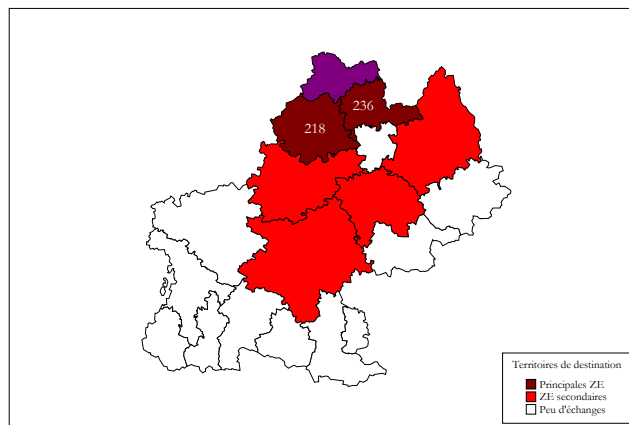 236
218
Territoires de destination
Principales ZE
ZE secondaires
Peu d'échanges